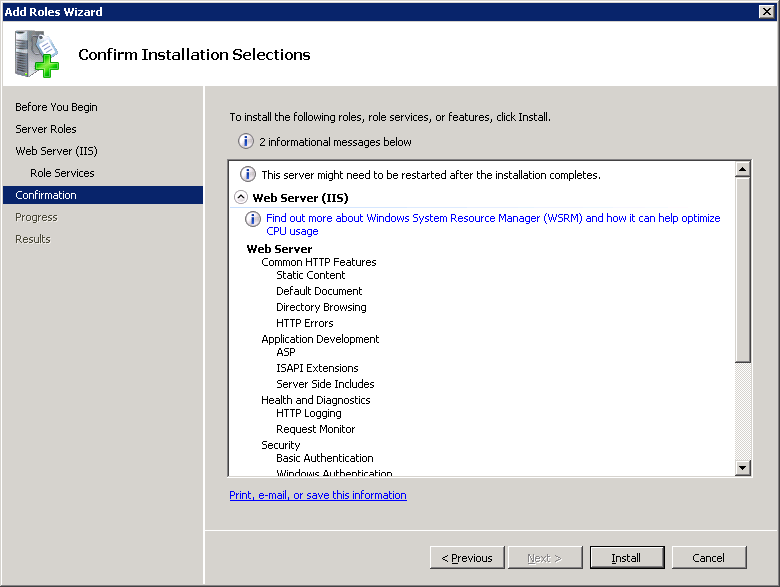 Add Roles Wizard
Confirm Installation Selections
Before You Begin
Server Roles
Web Server (IIS)
Role Services
Confirmation
Progress
Results
To install the following roles, role services, or features, click Install.
2 informational messages below
This server might need to be restarted after the installation completes.
Web Server (IIS)
Find out more about Windows System Resource Manager (WSRM) and how it can help optimize
CPU usage
Web Server
Common HTTP Features
Static Content
Default Document
Directory Browsing
HTTP Errors
Application Development
ASP
ISAPI Extensions
Server Side Includes
Health and Diagnostics
HTTP Logging
Request Monitor
Security
Basic Authentication
Windows Authentication
Print, e-mail, or save this information
< Previous
Next >
Install
Cancel